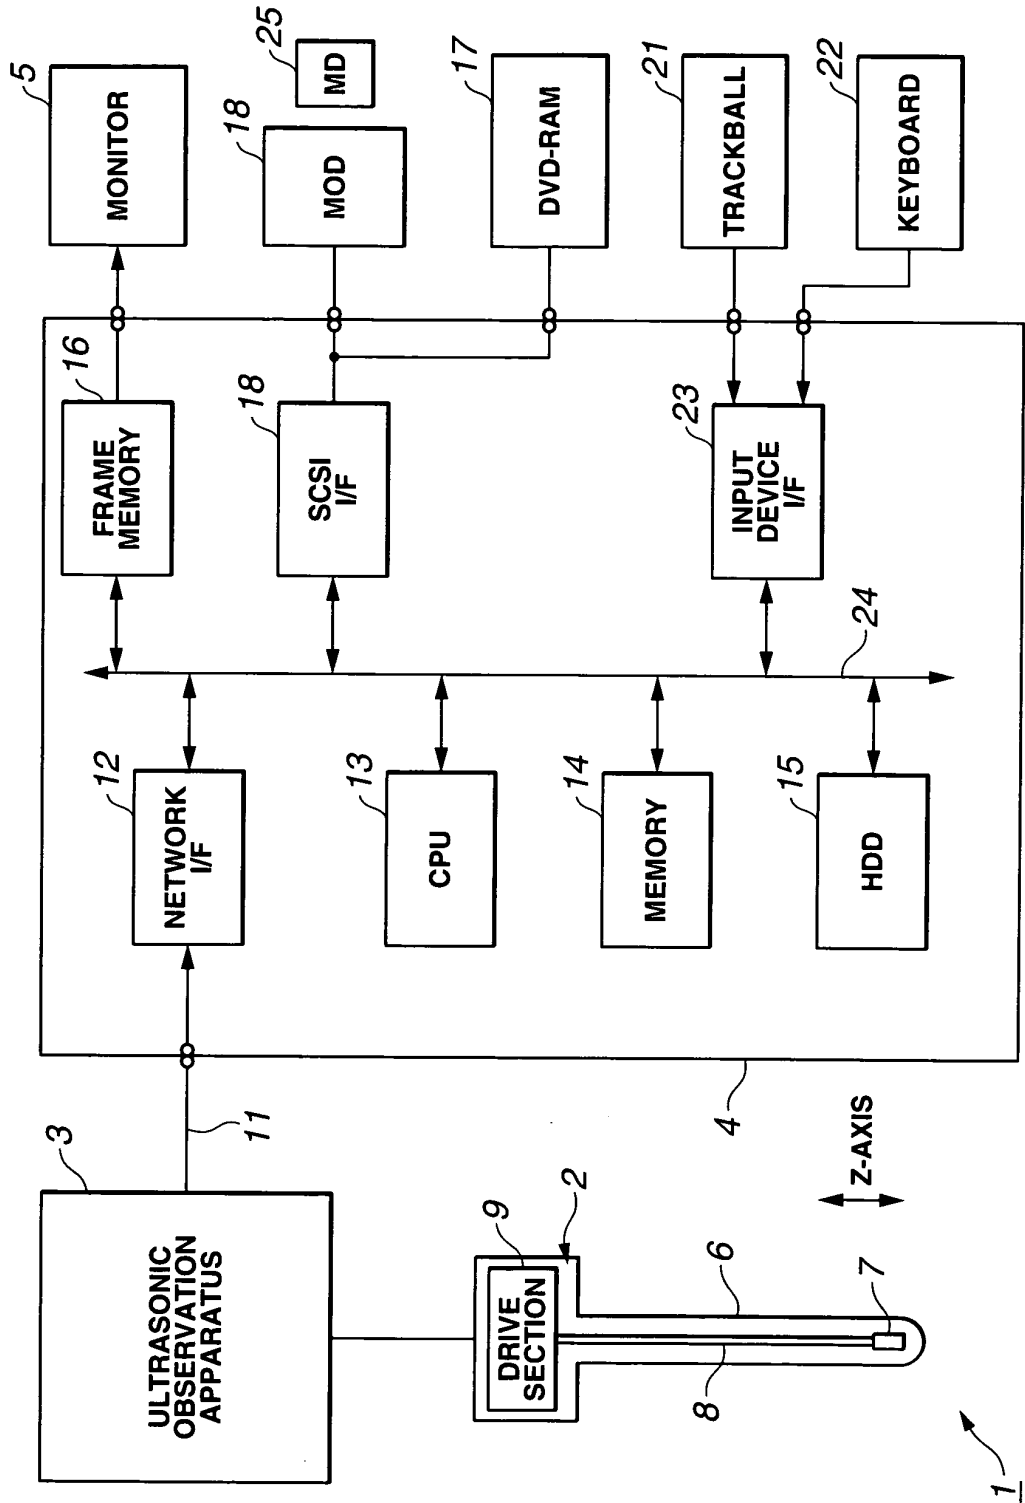 1
ULTRASONIC
OBSERVATION
APPARATUS
3
11
DRIVE
SECTION
9
2
8
6
7
Z-AXIS
4
NETWORK
I/F
12
CPU
13
MEMORY
14
HDD
15
24
FRAME
MEMORY
16
SCSI
I/F
18
INPUT
DEVICE
I/F
23
MONITOR
5
MOD
18
MD
25
DVD-RAM
17
TRACKBALL
21
KEYBOARD
22